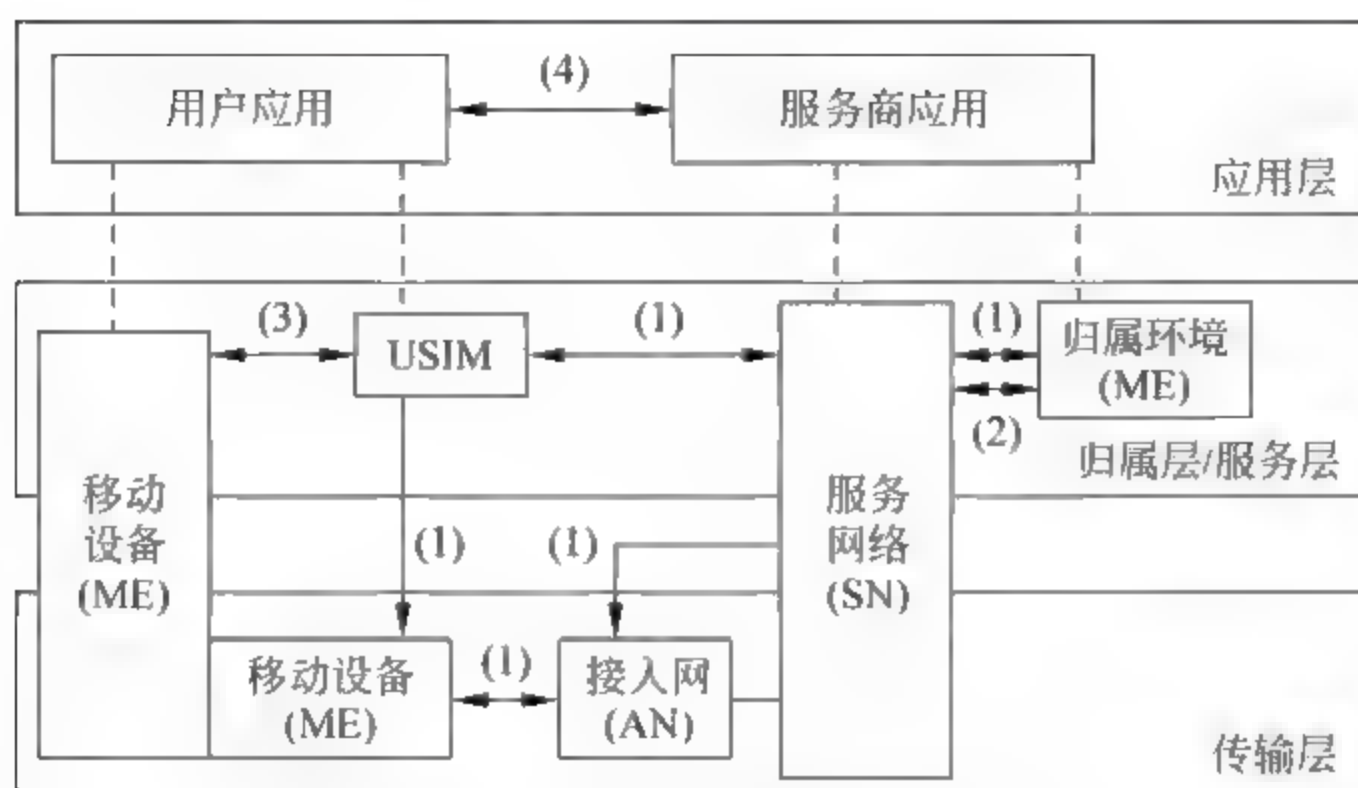 (4)
用户应用
服务商应用
应用层
(3)
(1)
(1)
USIM
归属环境
(ME)
(2)
归属层/服务层
移动
设备
(ME)
服务
网络
(SN)
(1)
(1)
移动设备
(ME)
(1)
接入网
(AN)
传输层